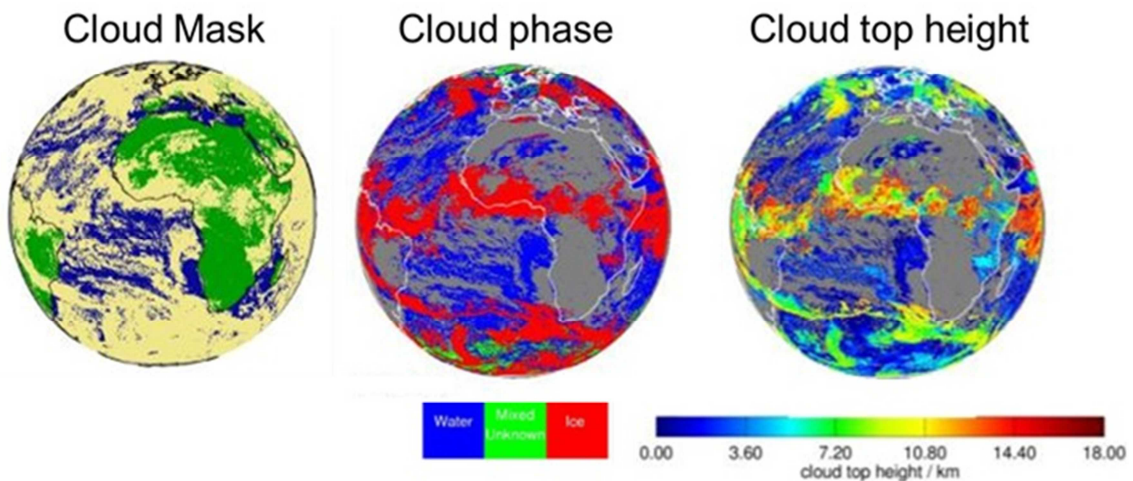 Cloud Mask
Cloud phase
Cloud top height
Water
Mixed
Unknown
Ice
0.00 3.60 7.20 10.80 14.40 18.00
cloud top height / km